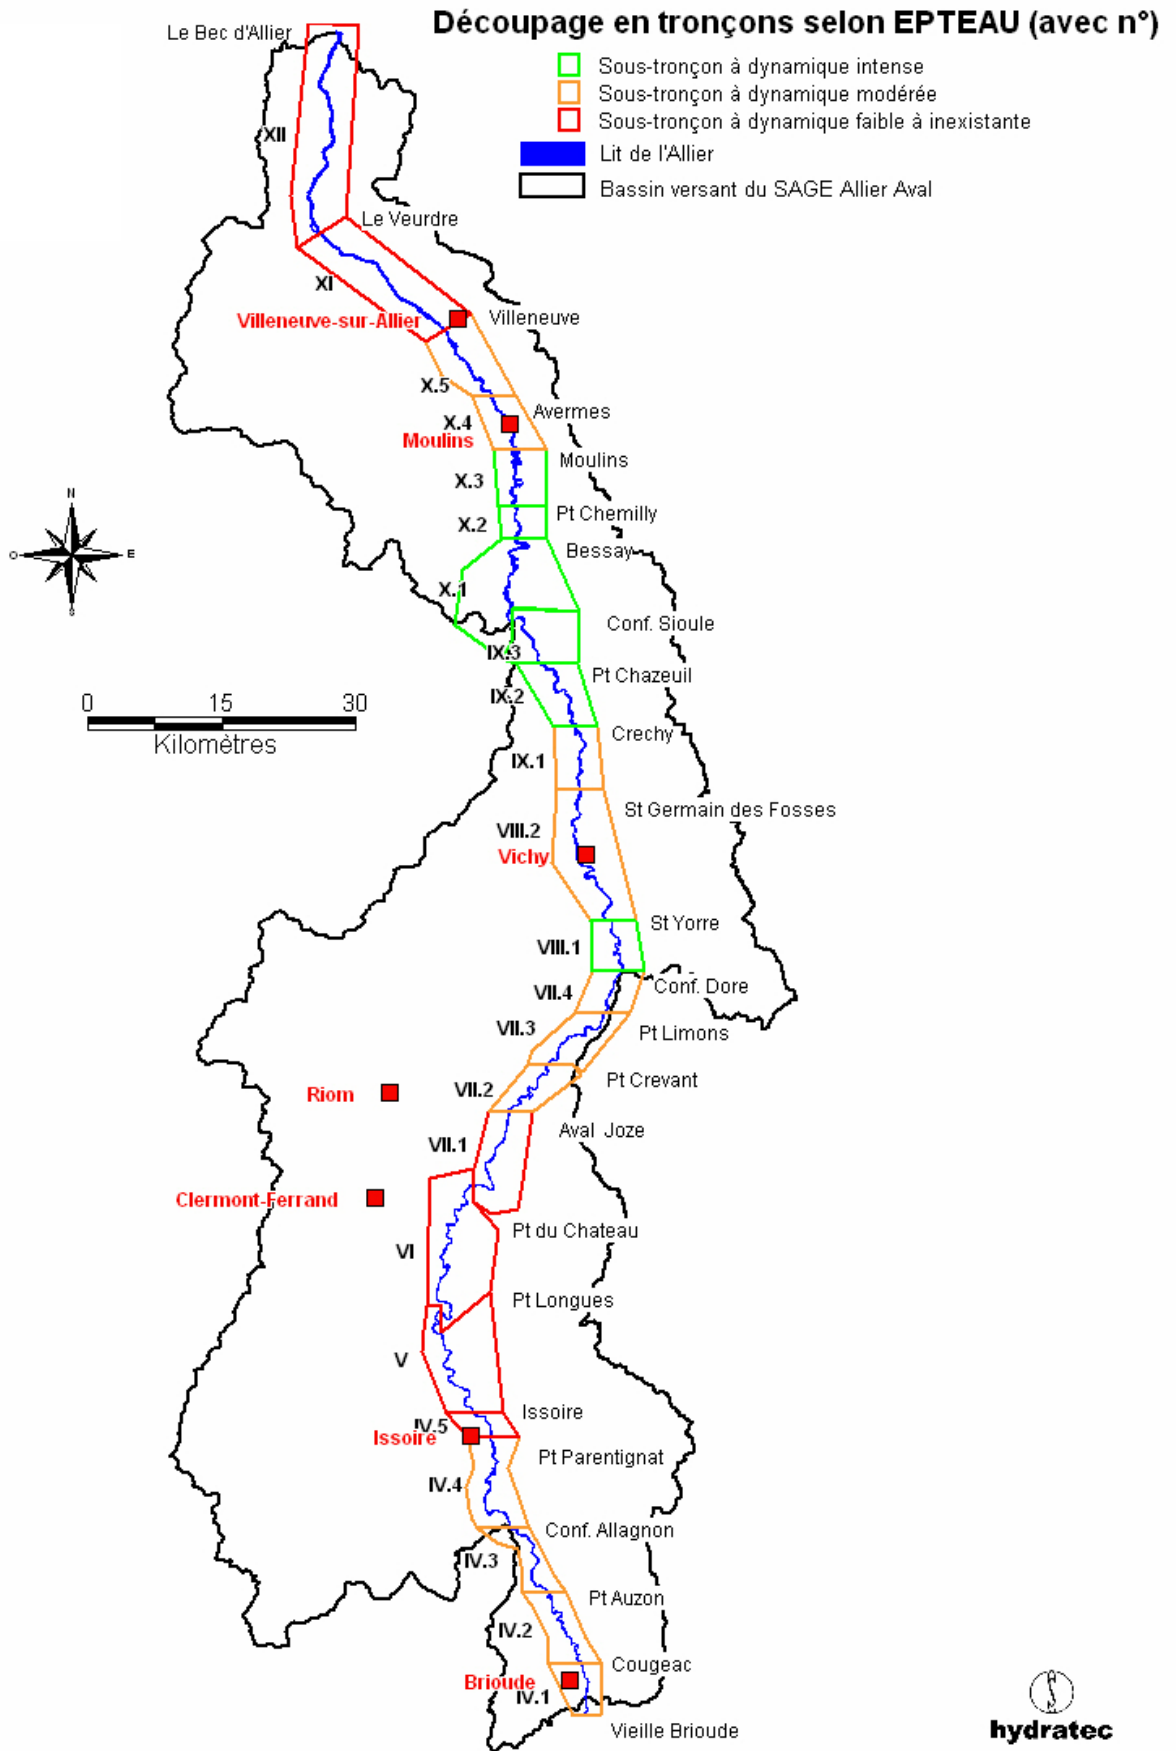 Découpage en tronçons selon EPTEAU (avec n°)
Le Bec d'Allier
Sous-tronçon à dynamique intense
Sous-tronçon à dynamique modérée
Sous-tronçon à dynamique faible à inexistante
Lit de l'Allier
Bassin versant du SAGE Allier Aval
XII
Le Veurdre
XI
Villeneuve-sur-Allier
Villeneuve
X.5
Avermes
X.4
Moulins
Moulins
X.3
Pt Chemilly
X.2
Bessay
N
O
E
S
X.1
Conf. Sioule
IX.3
Pt Chazeuil
IX.2
0 15 30
Kilomètres
Crechy
IX.1
St Germain des Fosses
VIII.2
Vichy
St Yorre
VIII.1
Conf. Dore
VII.4
VII.3
Pt Limons
Pt Crevant
VII.2
Riom
Aval Joze
VII.1
Clermont-Ferrand
Pt du Chateau
VI
Pt Longues
V
Issoire
IV.5
Issoire
Pt Parentignat
IV.4
Conf. Allagnon
IV.3
Pt Auzon
IV.2
Cougeac
Brioude
IV.1
Vieille Brioude
hydratec